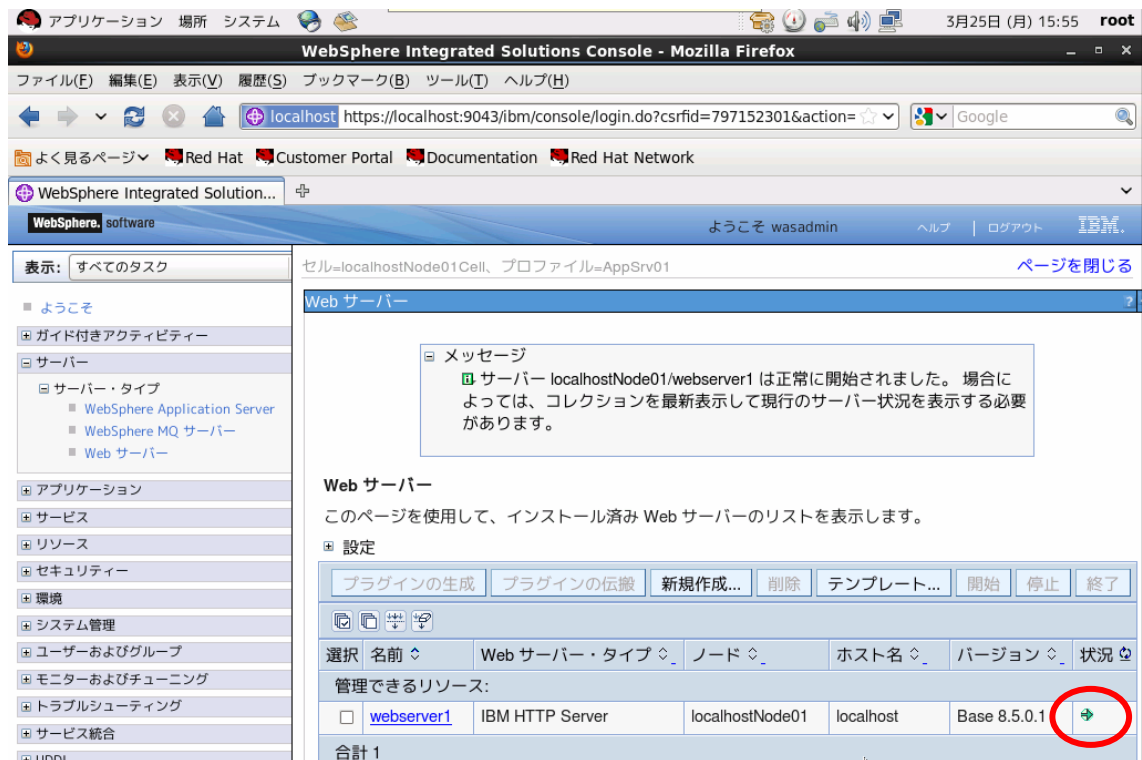 アプリケーション 場所 システム 3月25日 (月) 15:55 root
WebSphere Integrated Solutions Console - Mozilla Firefox
ファイル(F) 編集(E) 表示(V) 履歴(S) ブックマーク(B) ツール(T) ヘルプ(H)
localhost https://localhost:9043/ibm/console/login.do?csrfid=797152301&action= Google
よく見るページ Red Hat Customer Portal Documentation Red Hat Network
WebSphere Integrated Solution...
WebSphere. software ようこそ wasadmin ヘルプ | ログアウト IBM.
表示: すべてのタスク
セル=localhostNode01Cell、プロファイル=AppSrv01 ページを閉じる
ようこそ
ガイド付きアクティビティー
サーバー
サーバー・タイプ
WebSphere Application Server
WebSphere MQ サーバー
Web サーバー
アプリケーション
サービス
リソース
セキュリティー
環境
システム管理
ユーザーおよびグループ
モニターおよびチューニング
トラブルシューティング
サービス統合
UDDI
Web サーバー ?
メッセージ
サーバー localhostNode01/webserver1 は正常に開始されました。 場合に
よっては、コレクションを最新表示して現行のサーバー状況を表示する必要
があります。
Web サーバー
このページを使用して、インストール済み Web サーバーのリストを表示します。
設定
プラグインの生成 プラグインの伝搬 新規作成... 削除 テンプレート... 開始 停止 終了
選択 名前 Web サーバー・タイプ ノード ホスト名 バージョン 状況
管理できるリソース:
webserver1 IBM HTTP Server localhostNode01 localhost Base 8.5.0.1
合計 1